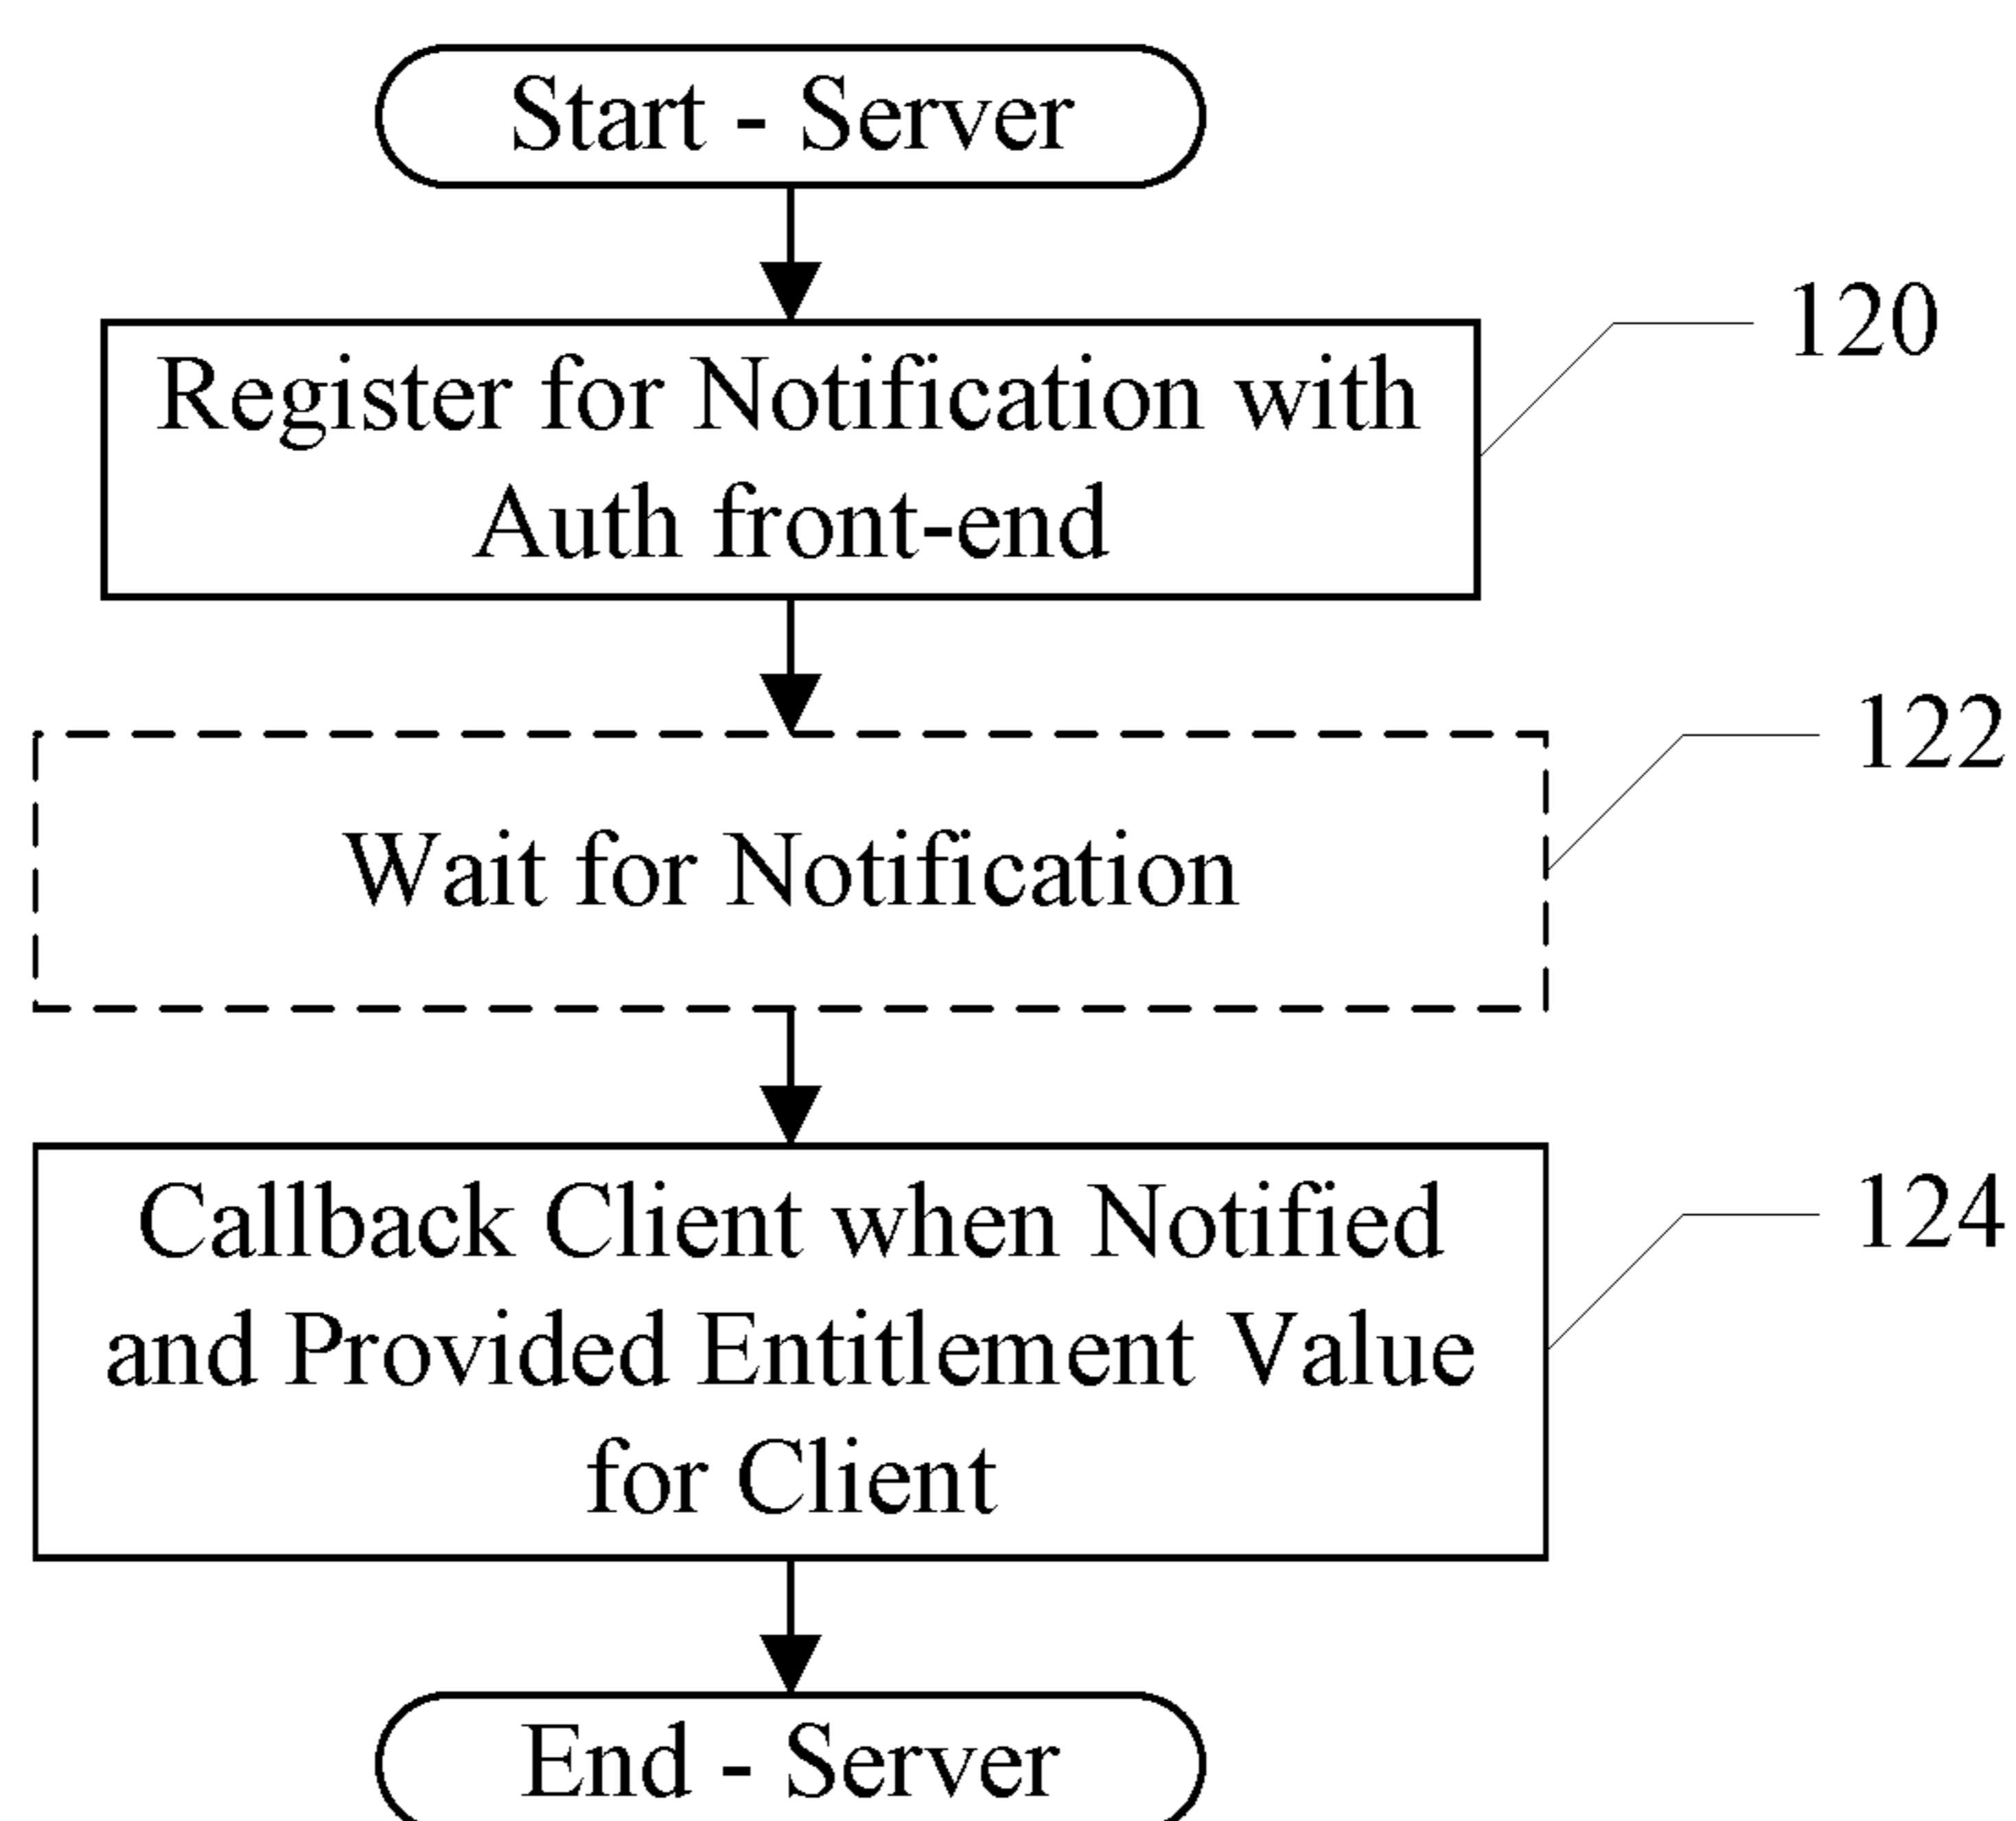 Start - Server
120
Register for Notification with
Auth front-end
122
Wait for Notification
124
Callback Client when Notified
and Provided Entitlement Value
for Client
End - Server